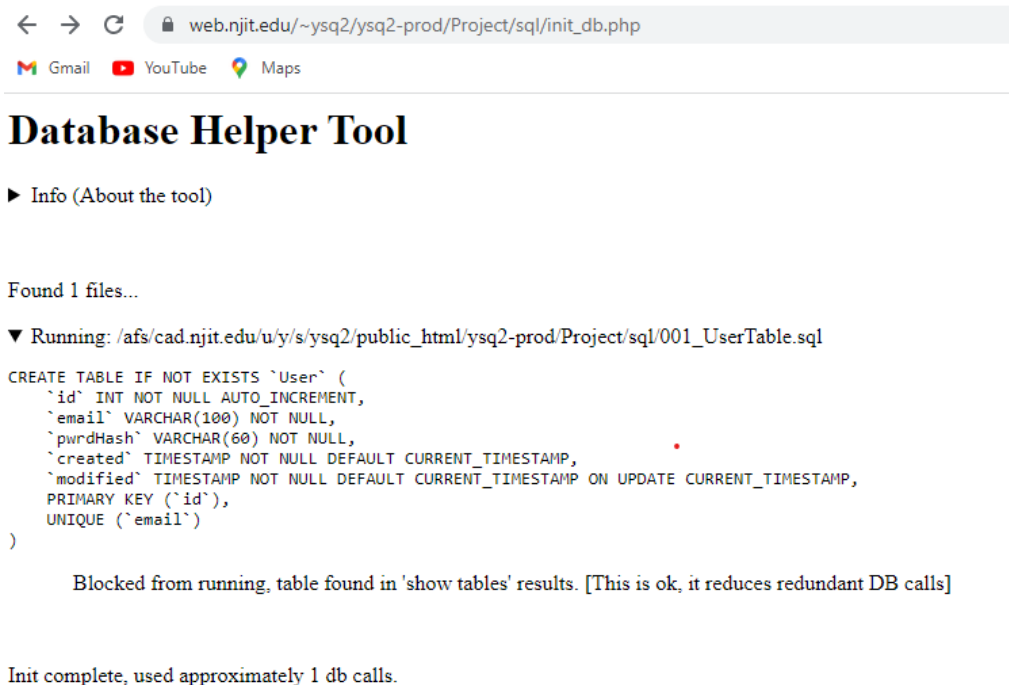 web.njit.edu/~ysq2/ysq2-prod/Project/sql/init_db.php
Gmail YouTube Maps
Database Helper Tool
Info (About the tool)
Found 1 files...
Running: /afs/cad.njit.edu/u/y/s/ysq2/public_html/ysq2-prod/Project/sql/001_UserTable.sql
CREATE TABLE IF NOT EXISTS `User` (
    `id` INT NOT NULL AUTO_INCREMENT,
    `email` VARCHAR(100) NOT NULL,
    `pwrdHash` VARCHAR(60) NOT NULL,
    `created` TIMESTAMP NOT NULL DEFAULT CURRENT_TIMESTAMP,
    `modified` TIMESTAMP NOT NULL DEFAULT CURRENT_TIMESTAMP ON UPDATE CURRENT_TIMESTAMP,
    PRIMARY KEY (`id`),
    UNIQUE (`email`)
)
Blocked from running, table found in 'show tables' results. [This is ok, it reduces redundant DB calls]
Init complete, used approximately 1 db calls.